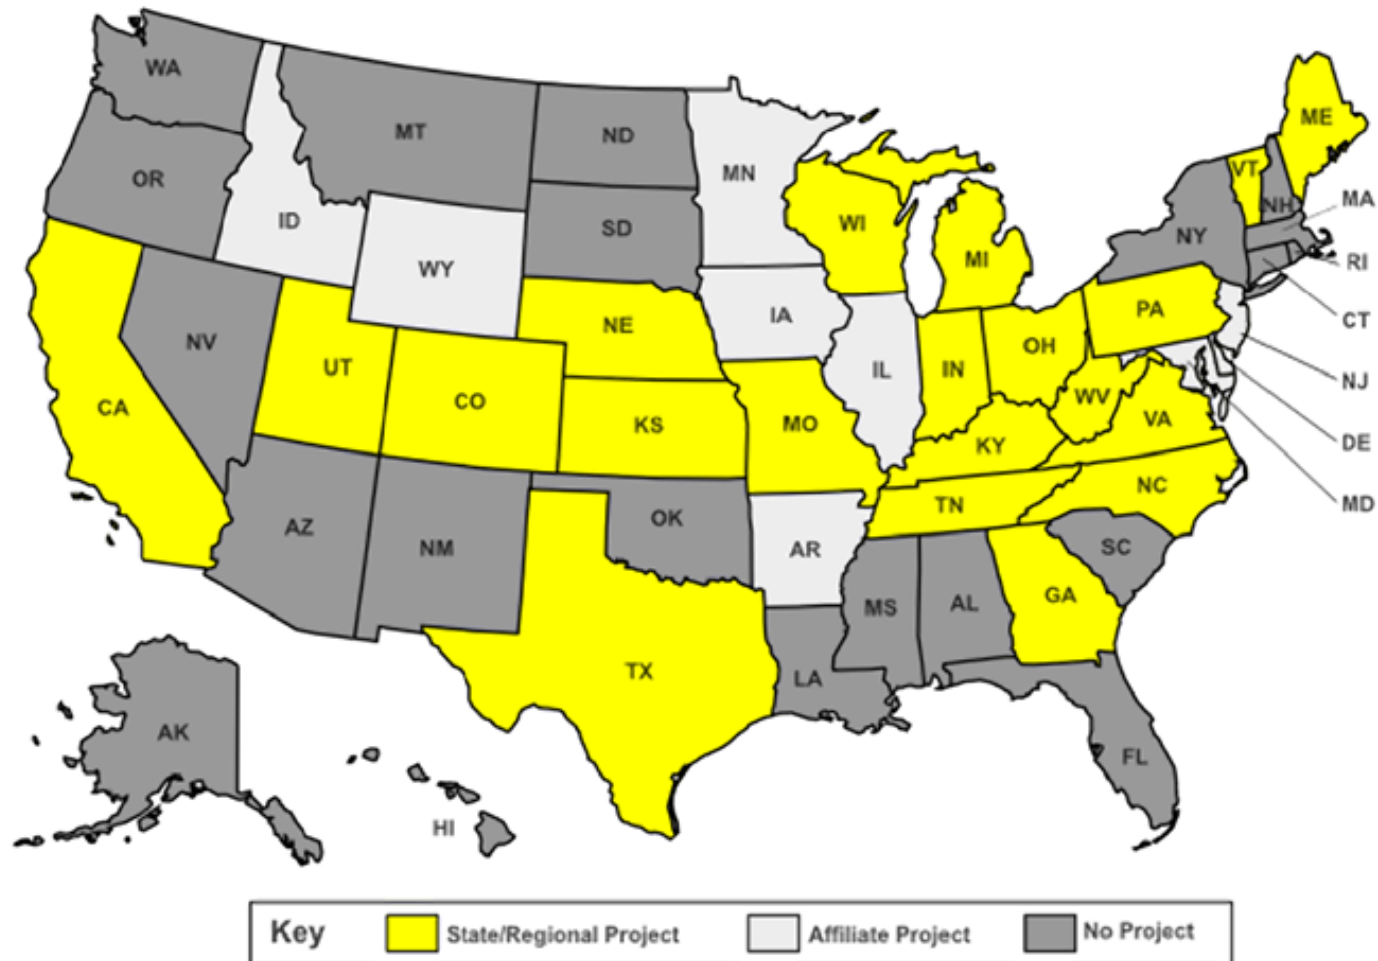 WA
MT
ND
MN
ME
VT
OR
ID
SD
WI
NH
MA
NY
WY
MI
RI
IA
PA
CT
NE
NV
UT
IL
IN
OH
NJ
CA
CO
KS
MO
WV
VA
DE
KY
NC
MD
TN
AZ
NM
OK
AR
SC
MS
AL
GA
TX
LA
AK
FL
HI
Key
State/Regional Project
Affiliate Project
No Project